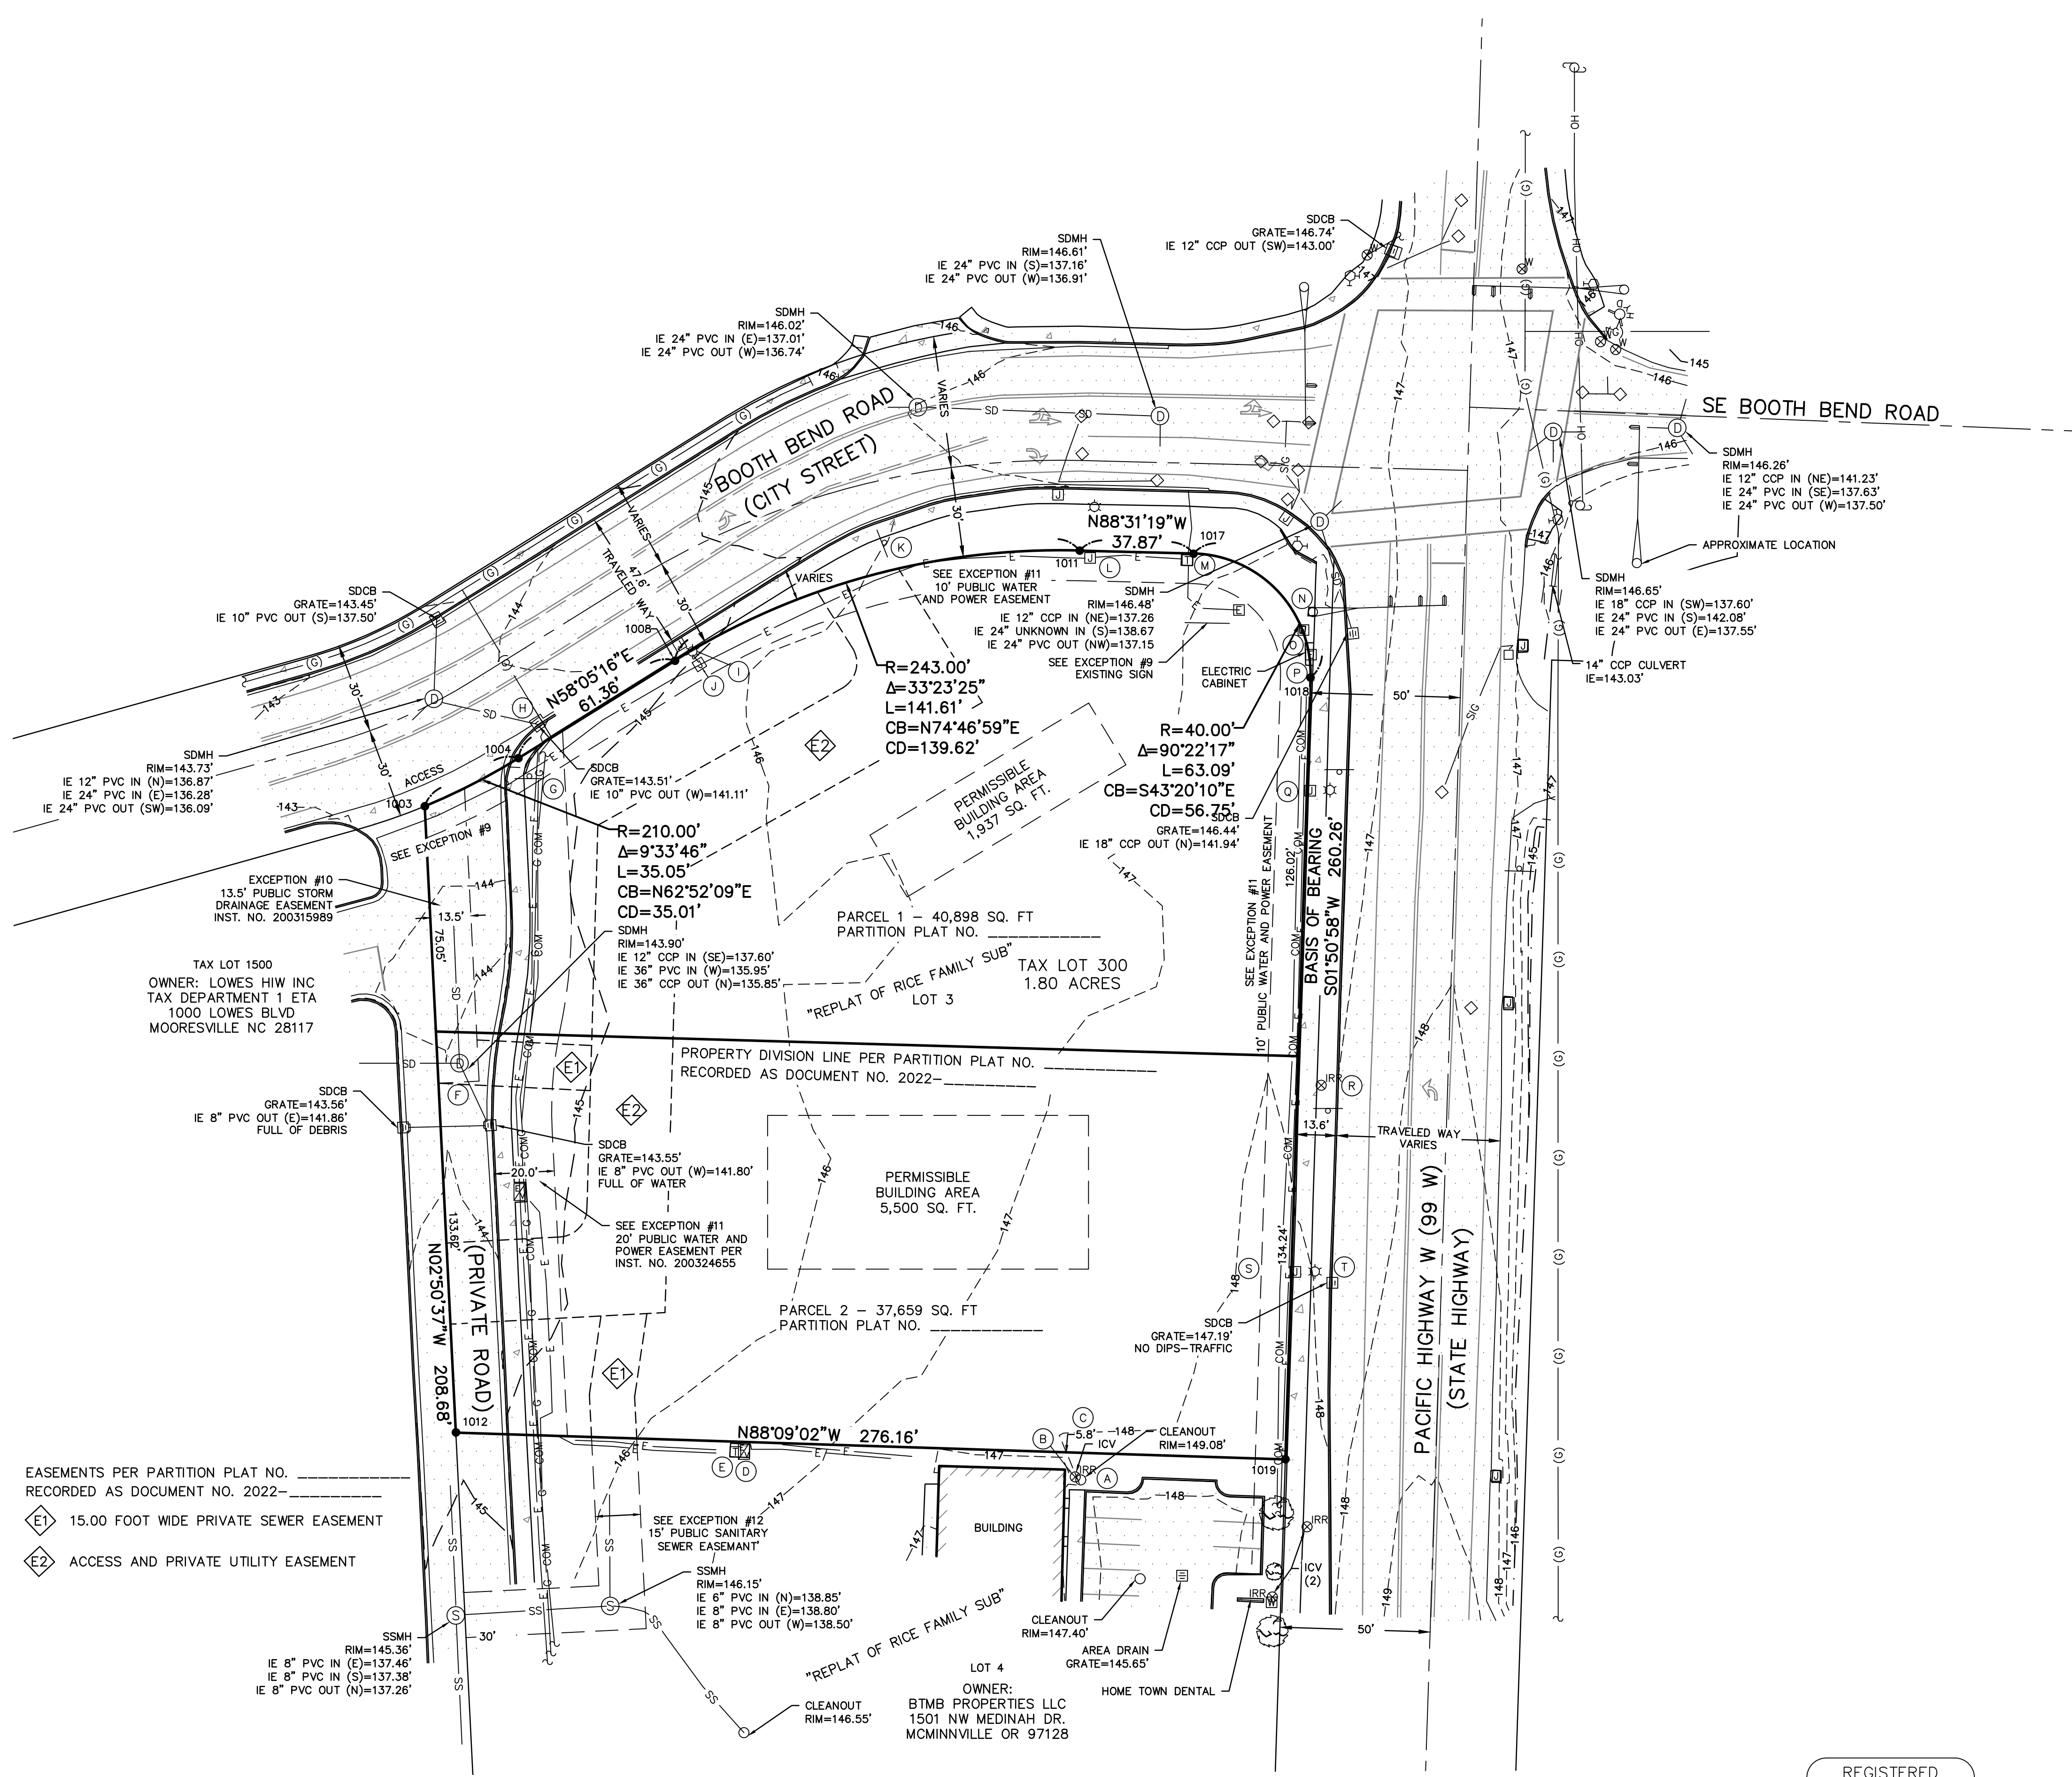 SDCB
GRATE=146.74'
IE 12" CCP OUT (SW)=143.00'
SDMH
RIM=146.61'
IE 24" PVC IN (S)=137.16'
IE 24" PVC OUT (W)=136.91'
SDMH
RIM=146.02'
IE 24" PVC IN (E)=137.01'
IE 24" PVC OUT (W)=136.74'
BOOTH BEND ROAD
(CITY STREET)
SE BOOTH BEND ROAD
SDMH
RIM=146.26'
IE 12" CCP IN (NE)=141.23'
IE 24" PVC IN (SE)=137.63'
IE 24" PVC OUT (W)=137.50'
APPROXIMATE LOCATION
SDMH
RIM=146.65'
IE 18" CCP IN (SW)=137.60'
IE 24" PVC IN (S)=142.08'
IE 24" PVC OUT (E)=137.55'
14" CCP CULVERT
IE=143.03'
SDCB
GRATE=143.45'
IE 10" PVC OUT (S)=137.50'
VARIES
VARIES
TRAVELED WAY
47.6'
30'
30'
VARIES
N88°31'19"W
37.87'
1017
1011
1008
SEE EXCEPTION #11
10' PUBLIC WATER
AND POWER EASEMENT
SDMH
RIM=146.48'
IE 12" CCP IN (NE)=137.26
IE 24" UNKNOWN IN (S)=138.67
IE 24" PVC OUT (NW)=137.15
SEE EXCEPTION #9
EXISTING SIGN
ELECTRIC
CABINET
1018
50'
N58°05'16"E
61.36'
R=243.00'
Δ=33°23'25"
L=141.61'
CB=N74°46'59"E
CD=139.62'
R=40.00'
Δ=90°22'17"
L=63.09'
CB=S43°20'10"E
CD=56.75'
SDCB
GRATE=146.44'
IE 18" CCP OUT (N)=141.94'
SDMH
RIM=143.73'
IE 12" PVC IN (N)=136.87'
IE 24" PVC IN (E)=136.28'
IE 24" PVC OUT (SW)=136.09'
30'
30'
ACCESS
1004
1003
SDCB
GRATE=143.51'
IE 10" PVC OUT (W)=141.11'
E2
PERMISSIBLE
BUILDING AREA
1,937 SQ. FT.
SEE EXCEPTION #9
R=210.00'
Δ=9°33'46"
L=35.05'
CB=N62°52'09"E
CD=35.01'
EXCEPTION #10
13.5' PUBLIC STORM
DRAINAGE EASEMENT
INST. NO. 200315989
13.5'
75.05'
SDMH
RIM=143.90'
IE 12" CCP IN (SE)=137.60'
IE 36" PVC IN (W)=135.95'
IE 36" CCP OUT (N)=135.85'
PARCEL 1 - 40,898 SQ. FT
PARTITION PLAT NO. ____________
"REPLAT OF RICE FAMILY SUB"
LOT 3
TAX LOT 300
1.80 ACRES
SEE EXCEPTION #11
10' PUBLIC WATER AND POWER EASEMENT
126.02'
BASIS OF BEARING
S01°50'58"W 260.26'
TAX LOT 1500
OWNER: LOWES HIW INC
TAX DEPARTMENT 1 ETA
1000 LOWES BLVD
MOORESVILLE NC 28117
PROPERTY DIVISION LINE PER PARTITION PLAT NO. ____________
RECORDED AS DOCUMENT NO. 2022-__________
E1
E2
SDCB
GRATE=143.56'
IE 8" PVC OUT (E)=141.86'
FULL OF DEBRIS
SDCB
GRATE=143.55'
IE 8" PVC OUT (W)=141.80'
FULL OF WATER
20.0'
PERMISSIBLE
BUILDING AREA
5,500 SQ. FT.
13.6'
TRAVELED WAY
VARIES
SEE EXCEPTION #11
20' PUBLIC WATER AND
POWER EASEMENT PER
INST. NO. 200324655
133.62'
N02°50'37"W 208.68'
(PRIVATE ROAD)
134.24'
PACIFIC HIGHWAY W (99 W)
(STATE HIGHWAY)
PARCEL 2 - 37,659 SQ. FT
PARTITION PLAT NO. ____________
SDCB
GRATE=147.19'
NO DIPS-TRAFFIC
E1
1012
N88°09'02"W 276.16'
5.8'
ICV
CLEANOUT
RIM=149.08'
1019
EASEMENTS PER PARTITION PLAT NO. ____________
RECORDED AS DOCUMENT NO. 2022-__________
E1 15.00 FOOT WIDE PRIVATE SEWER EASEMENT
E2 ACCESS AND PRIVATE UTILITY EASEMENT
SEE EXCEPTION #12
15' PUBLIC SANITARY
SEWER EASEMANT'
BUILDING
SSMH
RIM=146.15'
IE 6" PVC IN (N)=138.85'
IE 8" PVC IN (E)=138.80'
IE 8" PVC OUT (W)=138.50'
ICV
(2)
SSMH
RIM=145.36'
IE 8" PVC IN (E)=137.46'
IE 8" PVC IN (S)=137.38'
IE 8" PVC OUT (N)=137.26'
30'
CLEANOUT
RIM=147.40'
AREA DRAIN
GRATE=145.65'
50'
HOME TOWN DENTAL
"REPLAT OF RICE FAMILY SUB"
LOT 4
OWNER:
BTMB PROPERTIES LLC
1501 NW MEDINAH DR.
MCMINNVILLE OR 97128
CLEANOUT
RIM=146.55'
REGISTERED